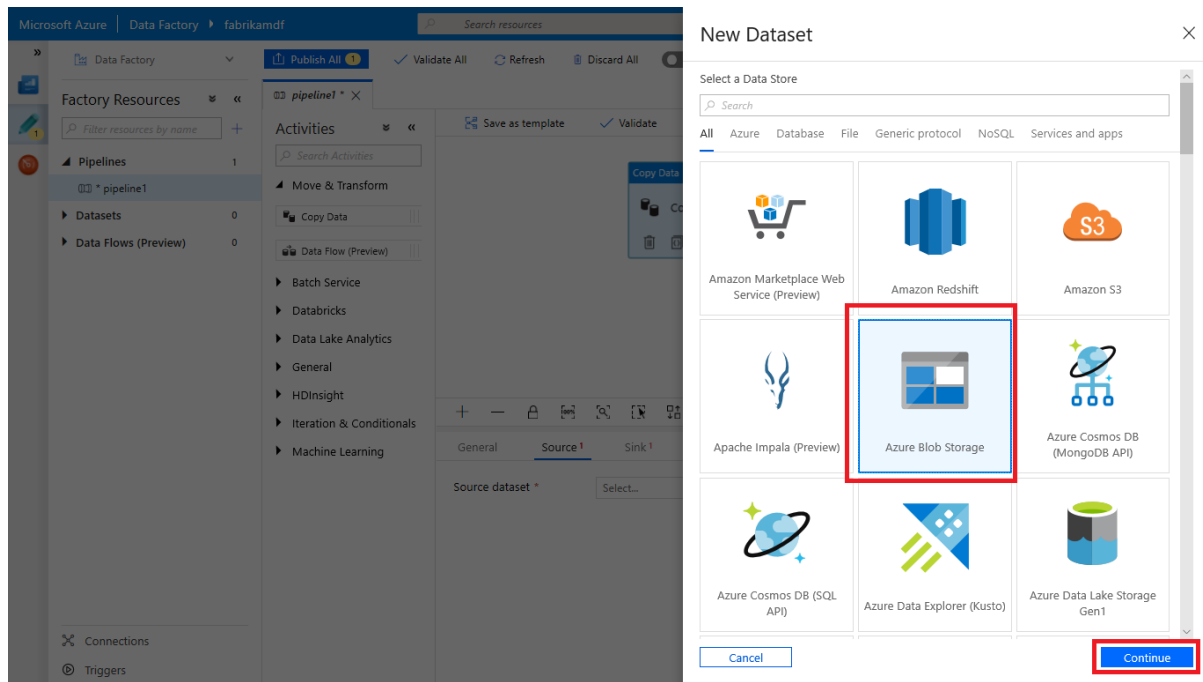 Microsoft Azure Data Factory fabrikamdf Search resources
» Data Factory
Publish All 1 Validate All Refresh Discard All
Factory Resources «
Filter resources by name +
1
Pipelines 1
* pipeline1
Datasets 0
Data Flows (Preview) 0
Connections
Triggers
pipeline1 * ×
Activities «
Search Activities
Move & Transform
Copy Data
Data Flow (Preview)
Batch Service
Databricks
Data Lake Analytics
General
HDInsight
Iteration & Conditionals
Machine Learning
Save as template Validate
Copy Data
Co
General Source 1 Sink 1
Source dataset * Select...
New Dataset
Select a Data Store
Search
All Azure Database File Generic protocol NoSQL Services and apps
Amazon Marketplace Web
Service (Preview)
Amazon Redshift
S3
Amazon S3
Apache Impala (Preview)
Azure Blob Storage
Azure Cosmos DB
(MongoDB API)
Azure Cosmos DB (SQL
API)
Azure Data Explorer (Kusto)
Azure Data Lake Storage
Gen1
Cancel Continue